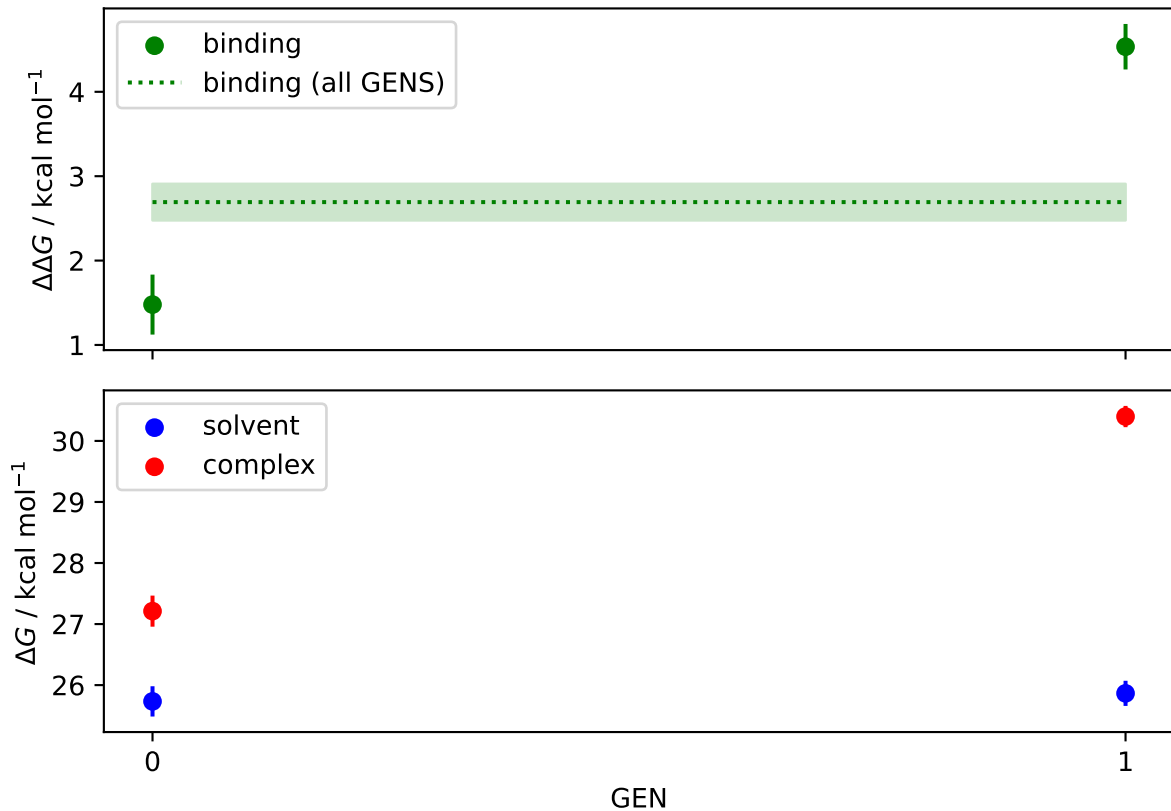 binding
binding (all GENS)
ΔΔG / kcal mol⁻¹
4
3
2
1
solvent
complex
ΔG / kcal mol⁻¹
30
29
28
27
26
0
1
GEN